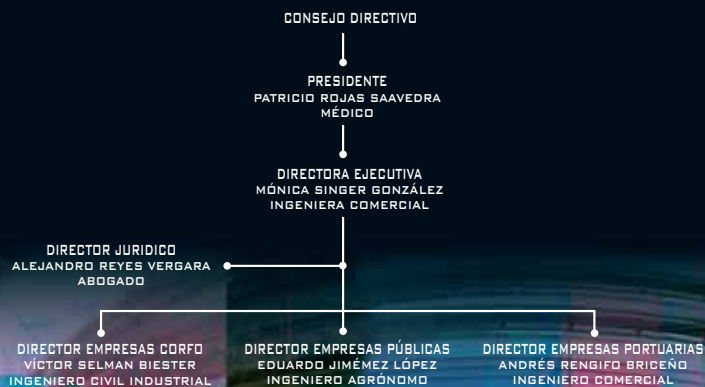 CONSEJO DIRECTIVO
PRESIDENTE
PATRICIO ROJAS SAAVEDRA
MÉDICO
DIRECTORA EJECUTIVA
MÓNICA SINGER GONZÁLEZ
INGENIERA COMERCIAL
DIRECTOR JURIDICO
ALEJANDRO REYES VERGARA
ABOGADO
DIRECTOR EMPRESAS CORFO
VÍCTOR SELMAN BIESTER
INGENIERO CIVIL INDUSTRIAL
DIRECTOR EMPRESAS PÚBLICAS
EDUARDO JIMÉMEZ LÓPEZ
INGENIERO AGRÓNOMO
DIRECTOR EMPRESAS PORTUARIAS
ANDRÉS RENGIFO BRICEÑO
INGENIERO COMERCIAL